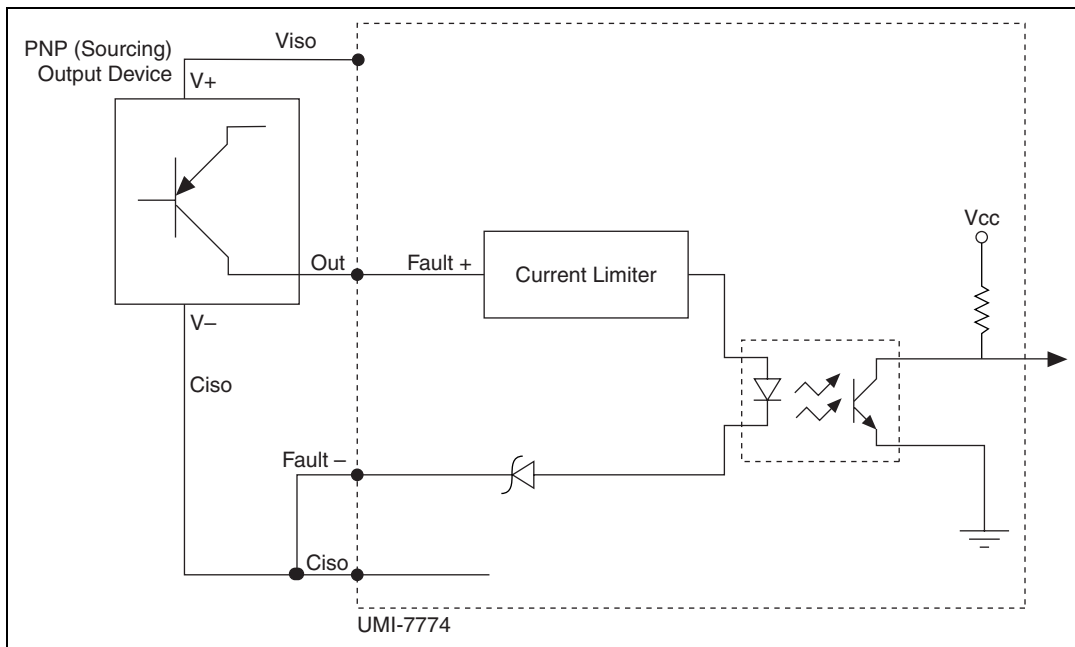 PNP (Sourcing)
Output Device
Viso
V+
Out
Fault +
Current Limiter
Vcc
V–
Ciso
Fault –
Ciso
UMI-7774